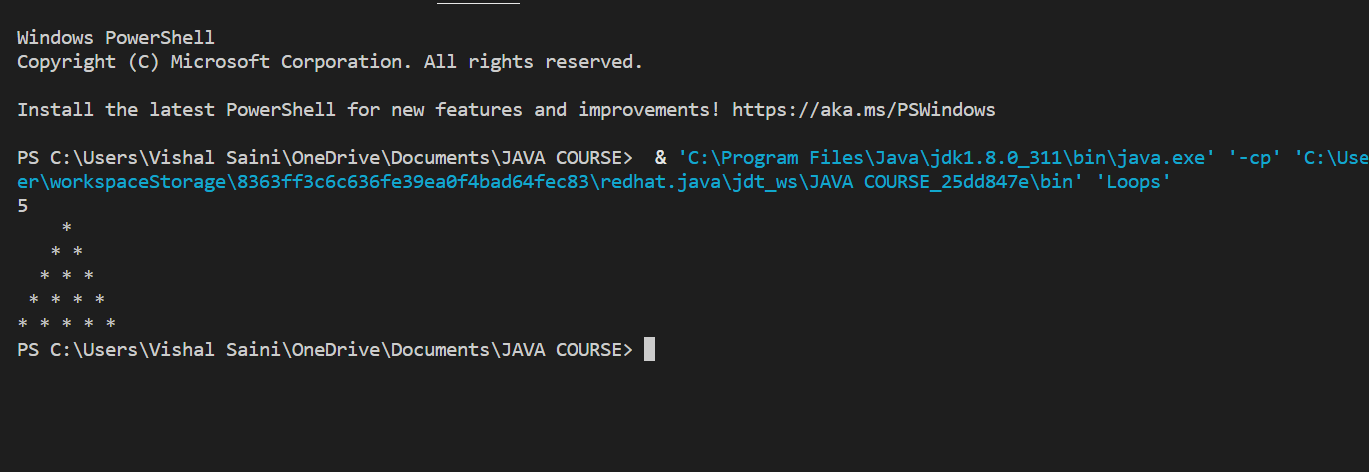 Windows PowerShell
Copyright (C) Microsoft Corporation. All rights reserved.
Install the latest PowerShell for new features and improvements! https://aka.ms/PSWindows
PS C:\Users\Vishal Saini\OneDrive\Documents\JAVA COURSE>  & 'C:\Program Files\Java\jdk1.8.0_311\bin\java.exe' '-cp' 'C:\Use
er\workspaceStorage\8363ff3c6c636fe39ea0f4bad64fec83\redhat.java\jdt_ws\JAVA COURSE_25dd847e\bin' 'Loops'
5
    *
   * *
  * * *
 * * * *
* * * * *
PS C:\Users\Vishal Saini\OneDrive\Documents\JAVA COURSE>